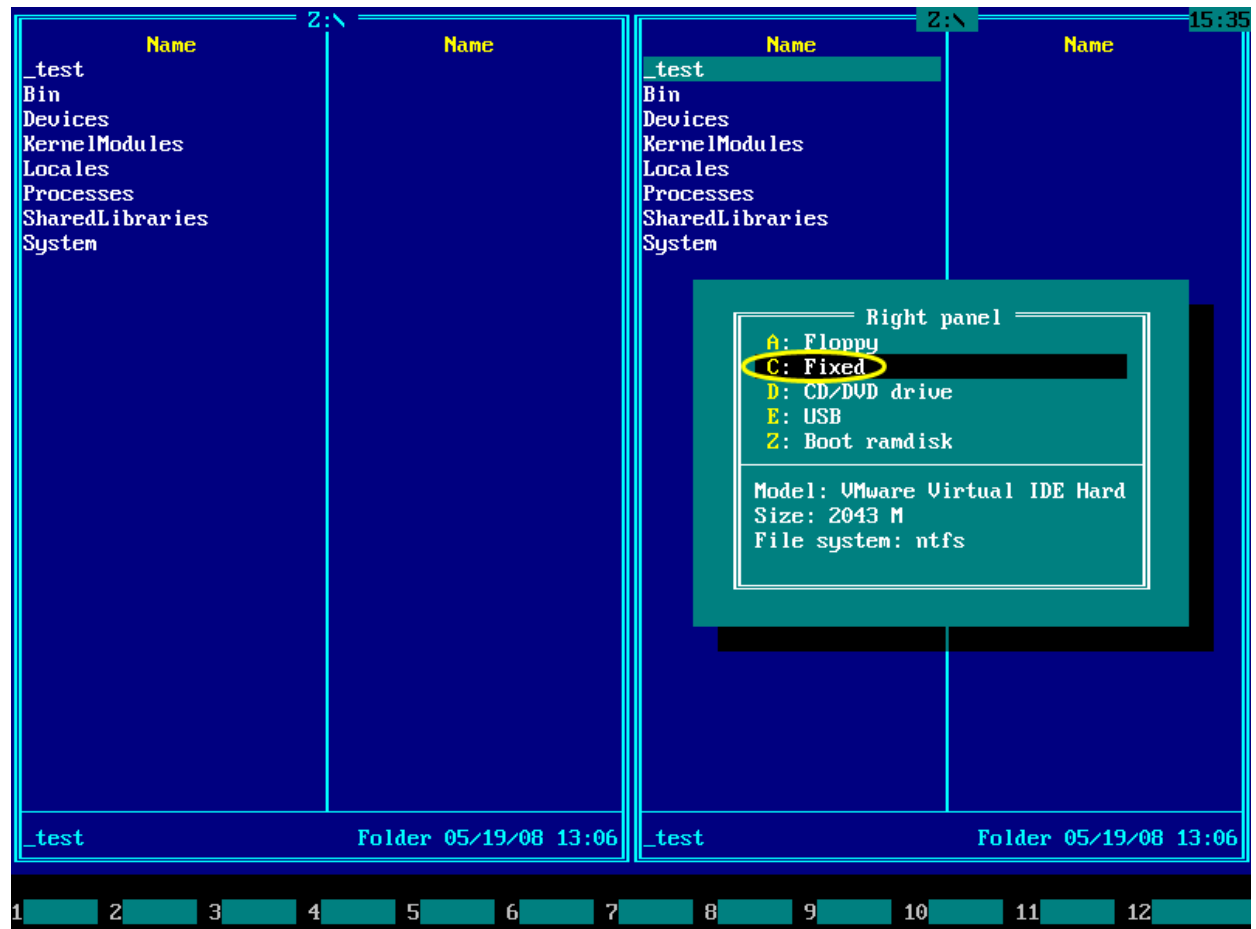 Z:\
Name Name
_test
Bin
Devices
KernelModules
Locales
Processes
SharedLibraries
System
_test Folder 05/19/08 13:06
Z:\ 15:35
Name Name
_test
Bin
Devices
KernelModules
Locales
Processes
SharedLibraries
System
Right panel
A: Floppy
C: Fixed
D: CD/DVD drive
E: USB
Z: Boot ramdisk
Model: VMware Virtual IDE Hard
Size: 2043 M
File system: ntfs
_test Folder 05/19/08 13:06
1 2 3 4 5 6 7 8 9 10 11 12